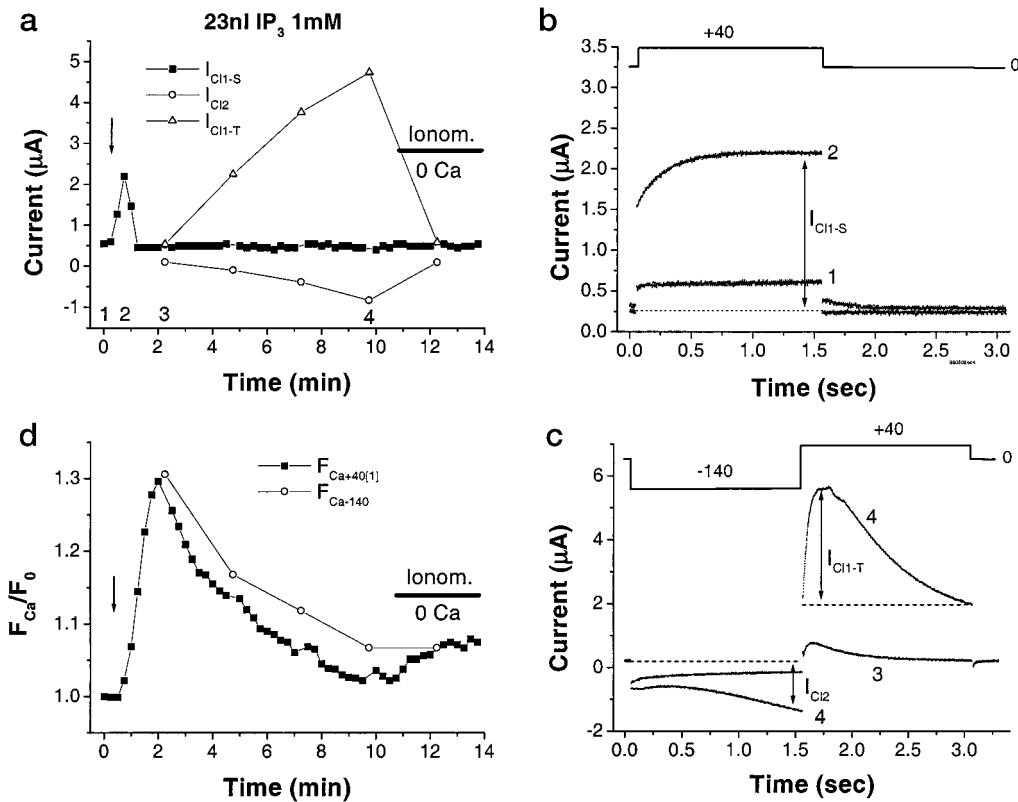 a
23nl IP3 1mM
ICl1-S
ICl2
ICl1-T
Ionom.
0 Ca
Current (µA)
5
4
3
2
1
0
-1
1 2 3 4
0 2 4 6 8 10 12 14
Time (min)
b
+40
0
3.5
3.0
2.5
2.0
1.5
1.0
0.5
0.0
Current (µA)
2
ICl1-S
1
0.0 0.5 1.0 1.5 2.0 2.5 3.0
Time (sec)
d
FCa+40[1]
FCa-140
Ionom.
0 Ca
FCa/F0
1.3
1.2
1.1
1.0
0 2 4 6 8 10 12 14
Time (min)
c
+40
-140
0
6
4
2
0
-2
Current (µA)
4
ICl1-T
3
ICl2
4
0.0 0.5 1.0 1.5 2.0 2.5 3.0 3.5
Time (sec)